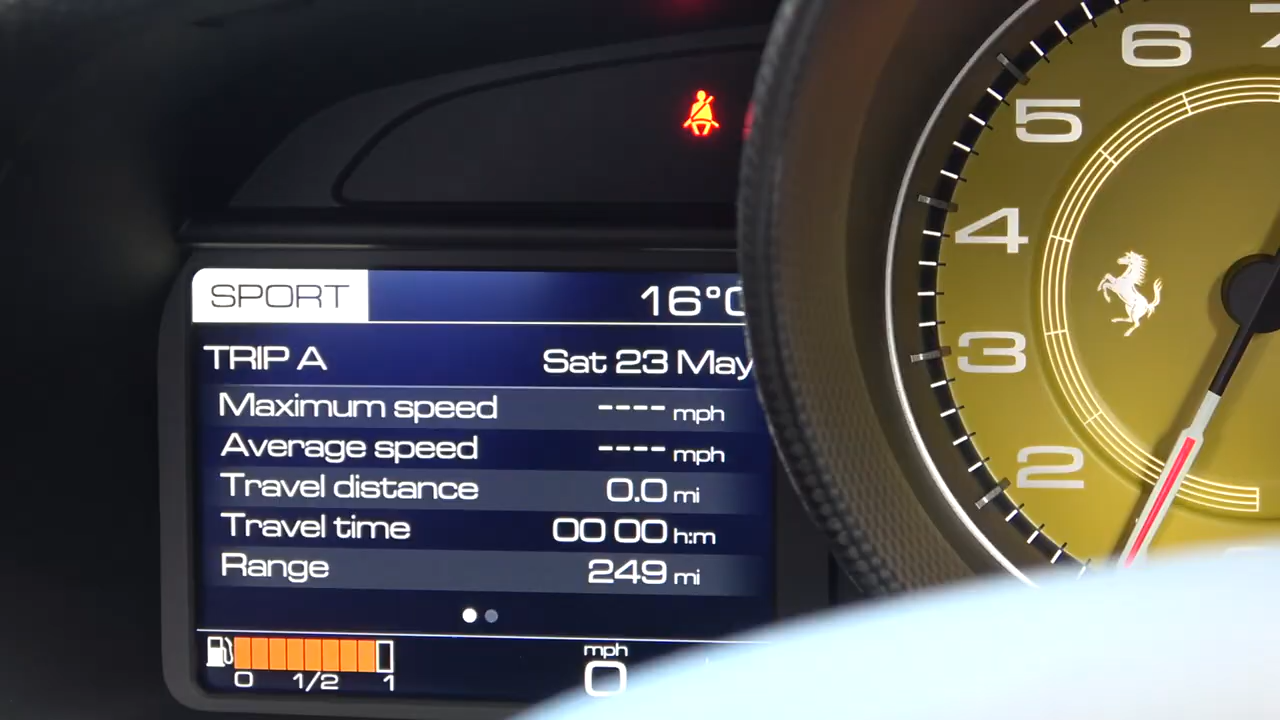 SPORT 16°C
TRIP A Sat 23 May
Maximum speed ---- mph
Average speed ---- mph
Travel distance 0.0 mi
Travel time 00 00 h:m
Range 249 mi
0 1/2 1
mph
0
7
6
5
4
3
2